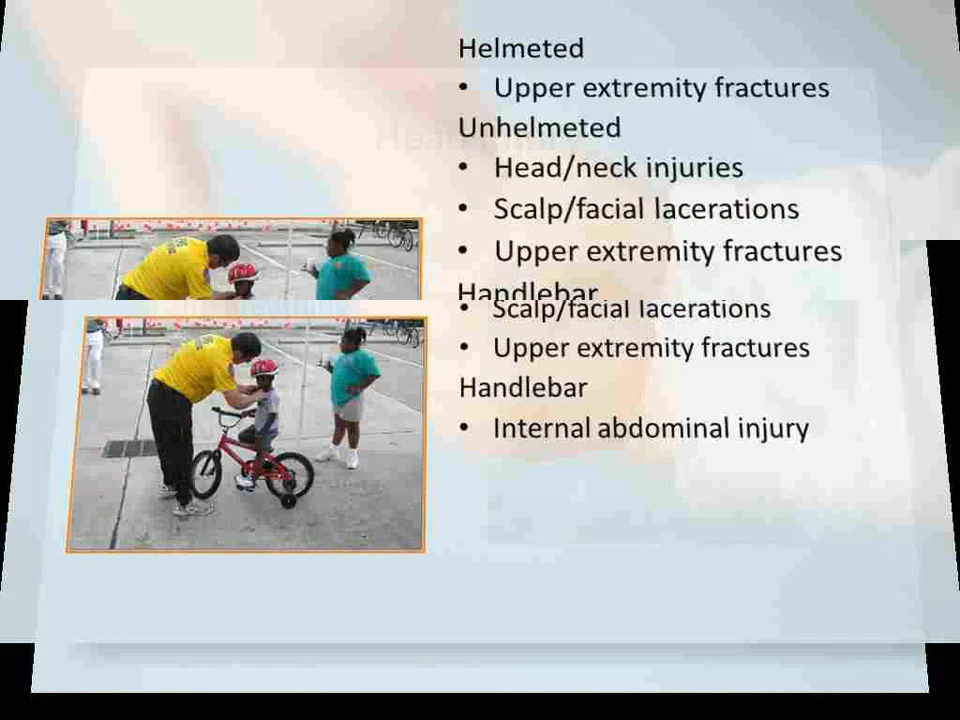 Helmeted
• Upper extremity fractures
Unhelmeted
• Head/neck injuries
• Scalp/facial lacerations
• Upper extremity fractures
Handlebar
• Scalp/facial lacerations
• Upper extremity fractures
Handlebar
• Internal abdominal injury